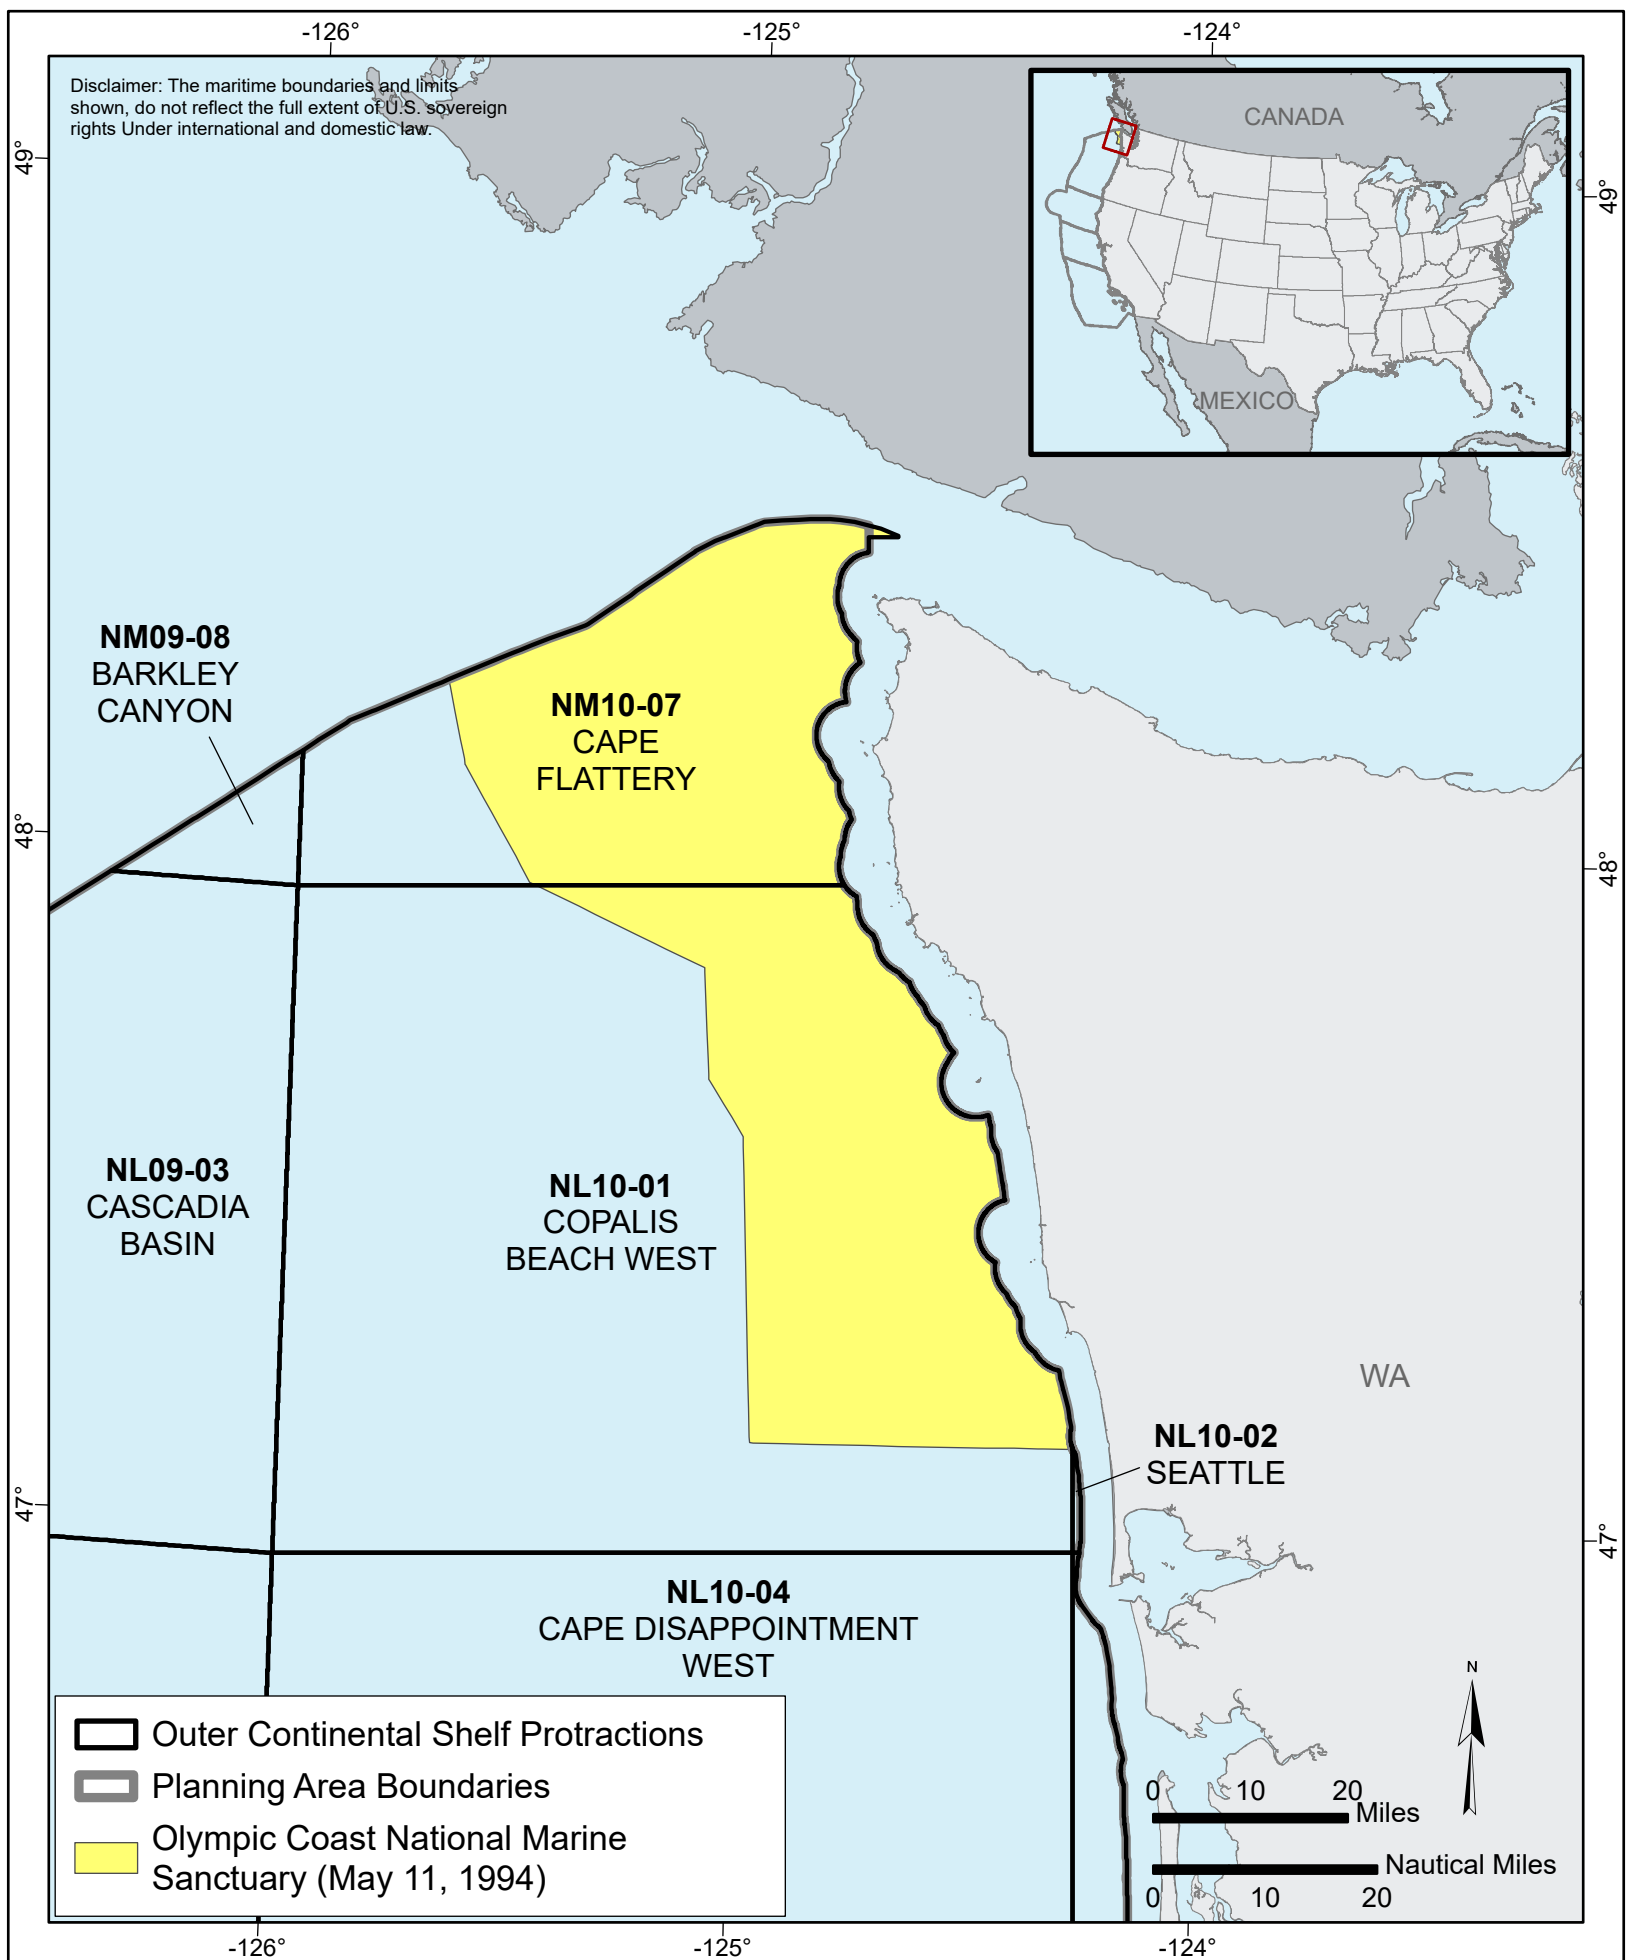 -126°
-125°
-124°
Disclaimer: The maritime boundaries and limits
shown, do not reflect the full extent of U.S. sovereign
rights Under international and domestic law.
CANADA
MEXICO
49°
49°
NM09-08
BARKLEY
CANYON
NM10-07
CAPE
FLATTERY
48°
48°
NL09-03
CASCADIA
BASIN
NL10-01
COPALIS
BEACH WEST
WA
NL10-02
SEATTLE
47°
47°
NL10-04
CAPE DISAPPOINTMENT
WEST
N
Outer Continental Shelf Protractions
Planning Area Boundaries
Olympic Coast National Marine
Sanctuary (May 11, 1994)
0 10 20
Miles
Nautical Miles
0 10 20
-126°
-125°
-124°